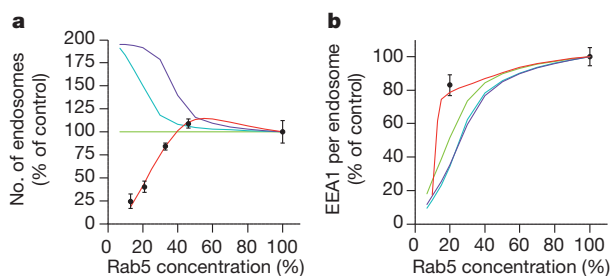 a
No. of endosomes
(% of control)
200
175
150
125
100
75
50
25
0
0 20 40 60 80 100
Rab5 concentration (%)
b
EEA1 per endosome
(% of control)
100
80
60
40
20
0
0 20 40 60 80 100
Rab5 concentration (%)